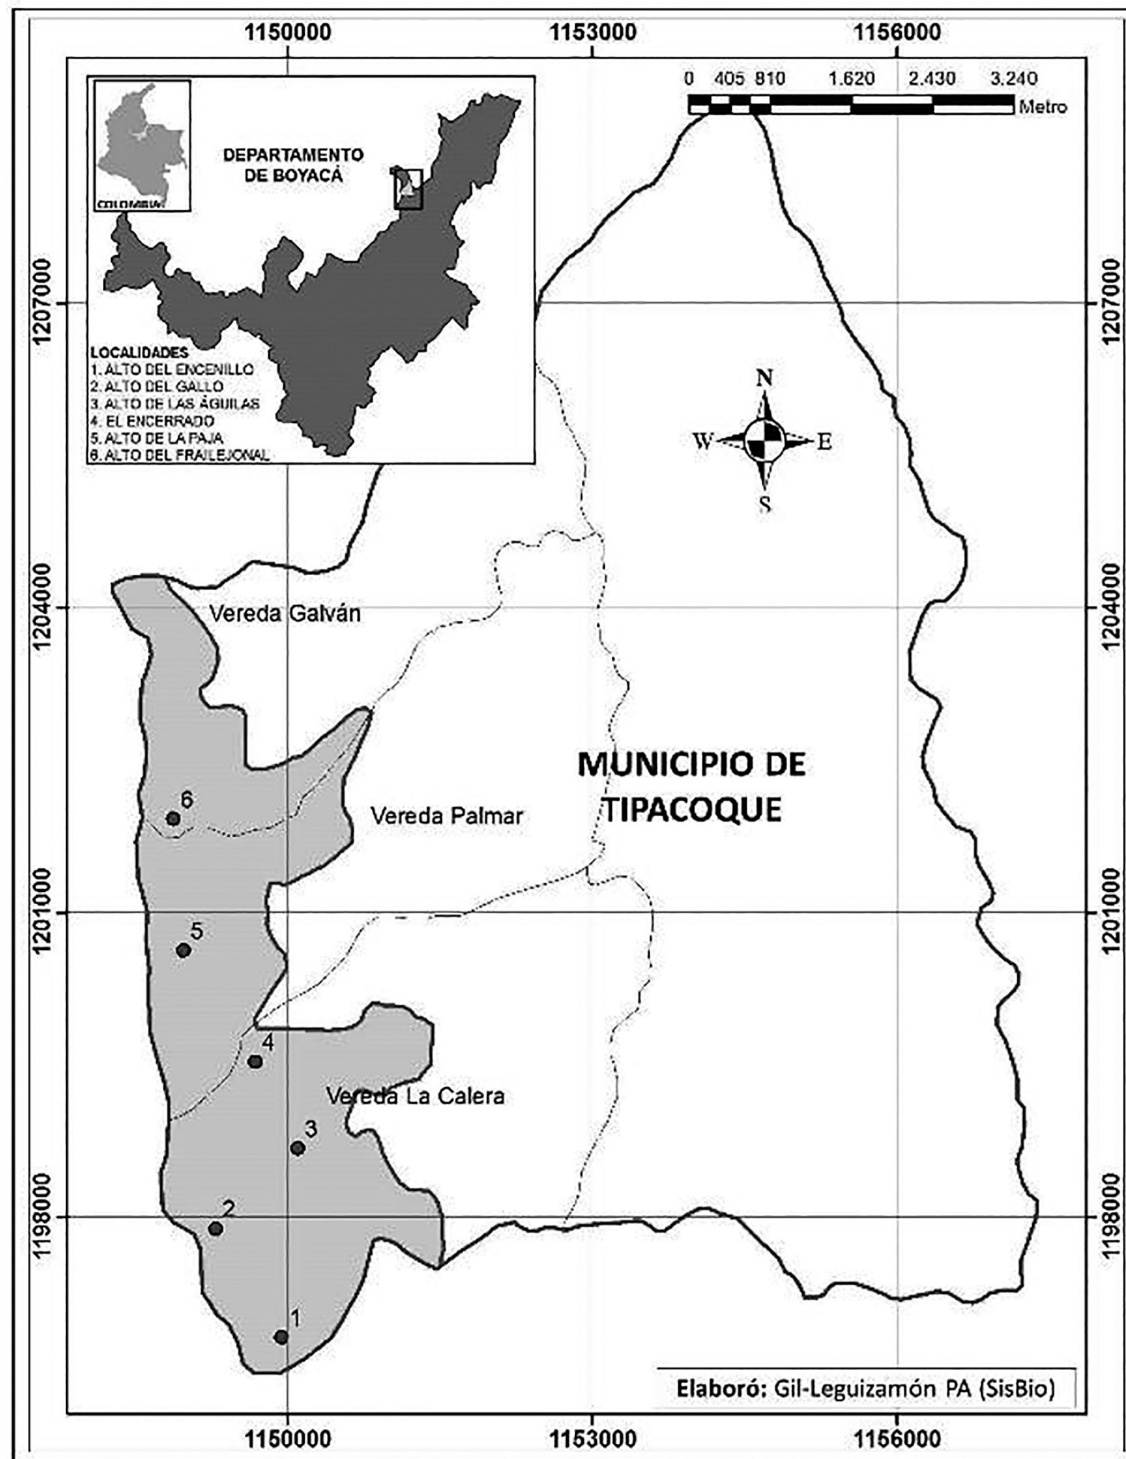 1150000
1153000
1156000
0 405 810 1.620 2.430 3.240
Metro
COLOMBIA
DEPARTAMENTO
DE BOYACÁ
LOCALIDADES
1. ALTO DEL ENCENILLO
2. ALTO DEL GALLO
3. ALTO DE LAS ÁGUILAS
4. EL ENCERRADO
5. ALTO DE LA PAJA
6. ALTO DEL FRAILEJONAL
1207000
1207000
N
W
E
S
1204000
1204000
Vereda Galván
MUNICIPIO DE
TIPACOQUE
6
Vereda Palmar
1201000
1201000
5
4
Vereda La Calera
3
1198000
1198000
2
1
Elaboró: Gil-Leguizamón PA (SisBio)
1150000
1153000
1156000